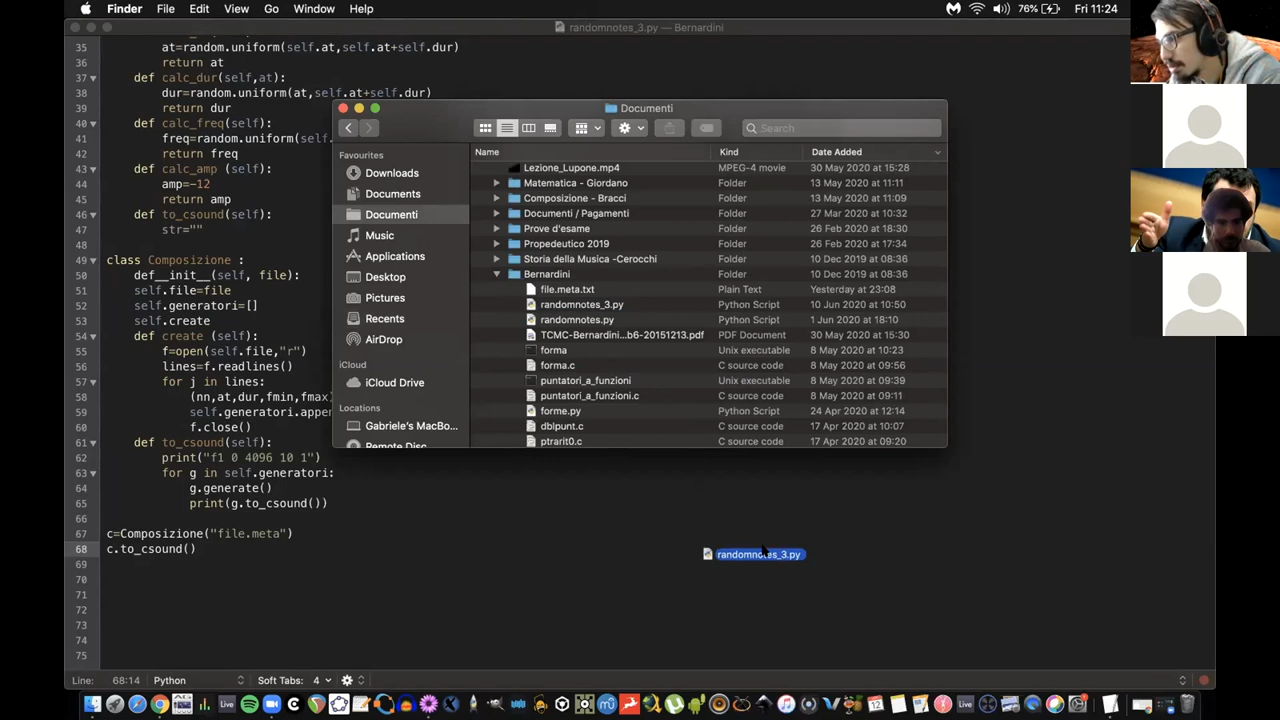 Finder File Edit View Go Window Help 76% Fri 11:24
randomnotes_3.py — Bernardini
35 at=random.uniform(self.at,self.at+self.dur)
36 return at
37 def calc_dur(self,at):
38 dur=random.uniform(at,self.at+self.dur)
39 return dur
40 def calc_freq(self):
41 freq=random.uniform(self.
42 return freq
43 def calc_amp (self):
44 amp=-12
45 return amp
46 def to_csound(self):
47 str=""
48
49 class Composizione :
50 def__init__(self, file):
51 self.file=file
52 self.generatori=[]
53 self.create
54 def create (self):
55 f=open(self.file,"r")
56 lines=f.readlines()
57 for j in lines:
58 (nn,at,dur,fmin,fmax)
59 self.generatori.appen
60 f.close()
61 def to_csound(self):
62 print("f1 0 4096 10 1")
63 for g in self.generatori:
64 g.generate()
65 print(g.to_csound())
66
67 c=Composizione("file.meta")
68 c.to_csound()
69
70
71
72
73
74
75
Documenti
Search
Favourites
Downloads
Documents
Documenti
Music
Applications
Desktop
Pictures
Recents
AirDrop
iCloud
iCloud Drive
Locations
Gabriele's MacBo...
Remote Disc
Name Kind Date Added
Lezione_Lupone.mp4 MPEG-4 movie 30 May 2020 at 15:28
Matematica - Giordano Folder 13 May 2020 at 11:11
Composizione - Bracci Folder 13 May 2020 at 11:09
Documenti / Pagamenti Folder 27 Mar 2020 at 10:32
Prove d'esame Folder 26 Feb 2020 at 18:30
Propedeutico 2019 Folder 26 Feb 2020 at 17:34
Storia della Musica -Cerocchi Folder 10 Dec 2019 at 08:36
Bernardini Folder 10 Dec 2019 at 08:36
file.meta.txt Plain Text Yesterday at 23:08
randomnotes_3.py Python Script 10 Jun 2020 at 10:50
randomnotes.py Python Script 1 Jun 2020 at 18:10
TCMC-Bernardini...b6-20151213.pdf PDF Document 30 May 2020 at 15:30
forma Unix executable 8 May 2020 at 10:23
forma.c C source code 8 May 2020 at 09:56
puntatori_a_funzioni Unix executable 8 May 2020 at 09:39
puntatori_a_funzioni.c C source code 8 May 2020 at 09:11
forme.py Python Script 24 Apr 2020 at 12:14
dblpunt.c C source code 17 Apr 2020 at 10:07
ptrarit0.c C source code 17 Apr 2020 at 09:20
randomnotes_3.py
Line: 68:14 Python Soft Tabs: 4